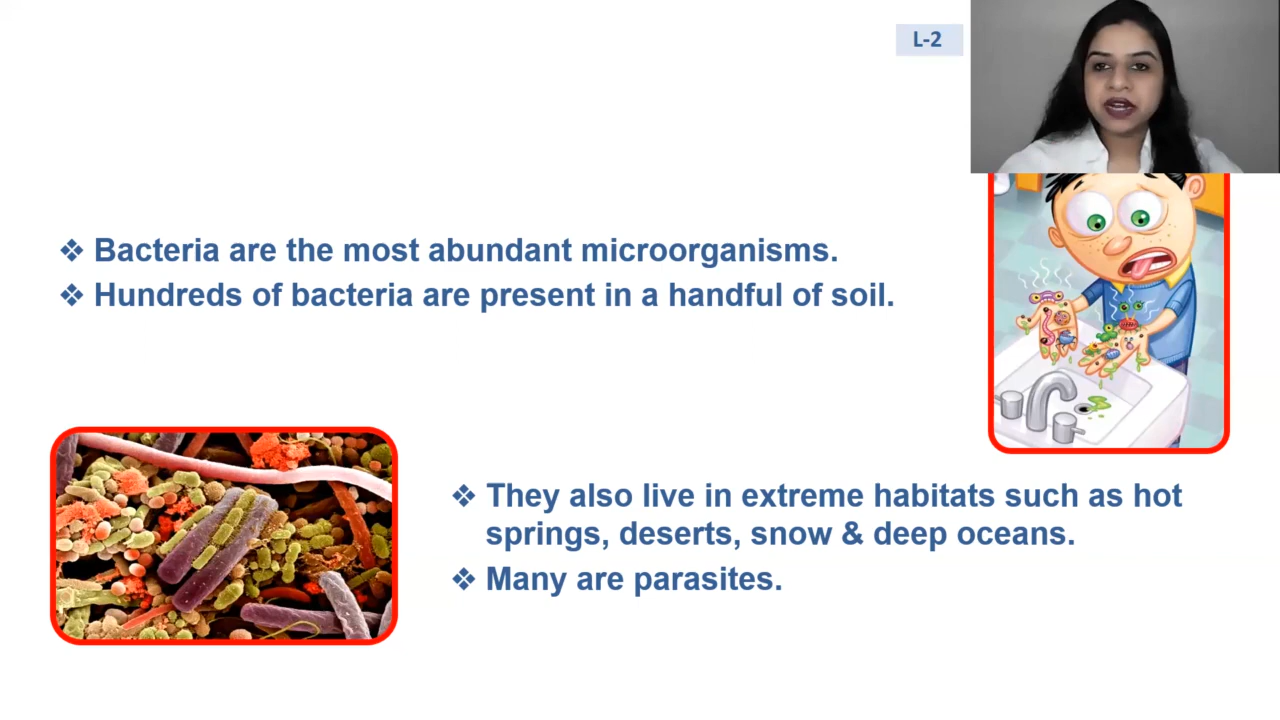 L-2
❖ Bacteria are the most abundant microorganisms.
❖ Hundreds of bacteria are present in a handful of soil.
❖ They also live in extreme habitats such as hot
springs, deserts, snow & deep oceans.
❖ Many are parasites.